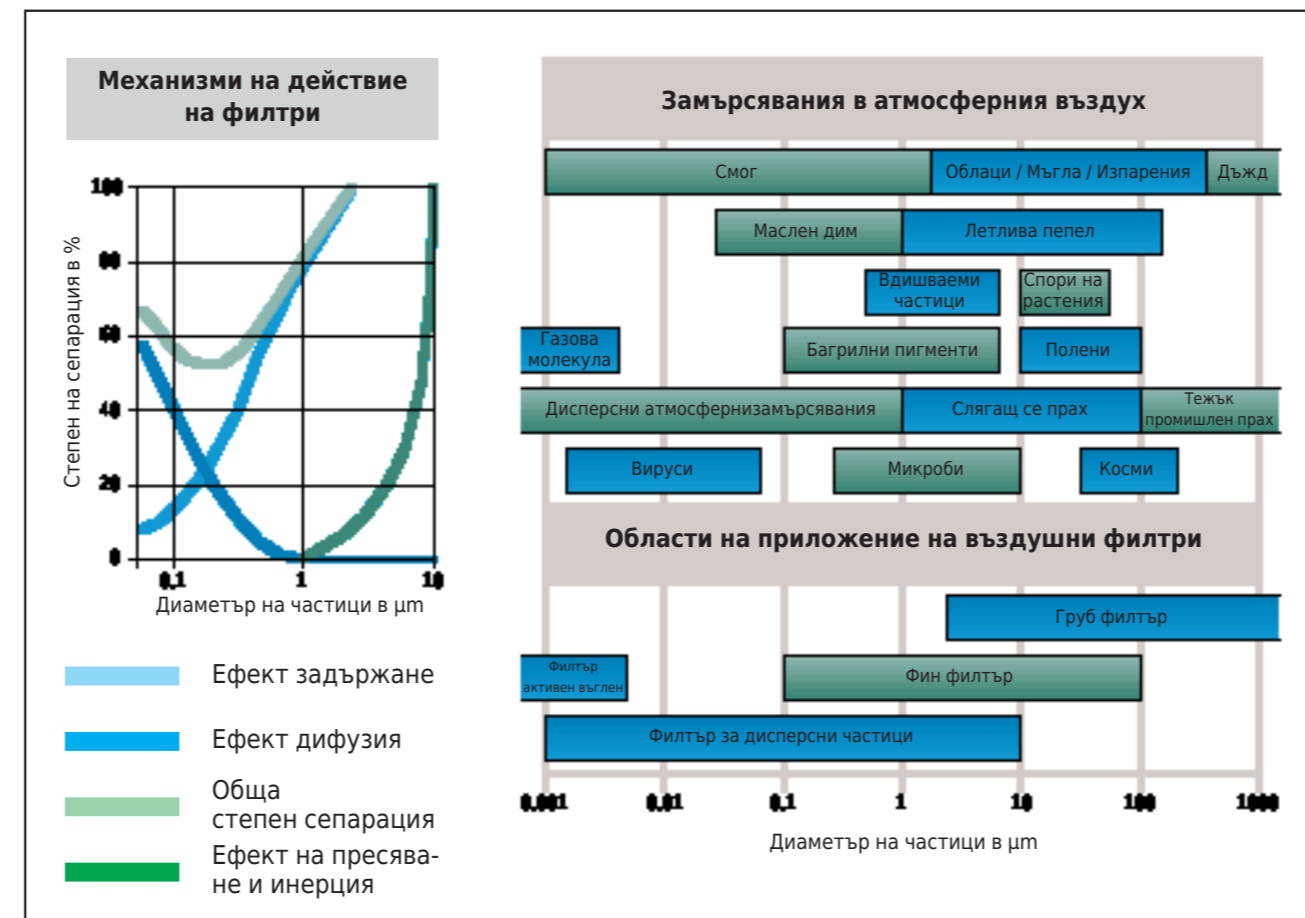 Механизми на действие
на филтри
100
80
60
40
20
0
Степен на сепарация в %
0,1
1
10
Диаметър на частици в µm
Ефект задържане
Ефект дифузия
Обща
степен сепарация
Ефект на пресява-
не и инерция
Замърсявания в атмосферния въздух
Смог
Облаци / Мъгла / Изпарения
Дъжд
Маслен дим
Летлива пепел
Вдишваеми
частици
Спори на
растения
Газова
молекула
Багрилни пигменти
Полени
Дисперсни атмосфернизамърсявания
Слягащ се прах
Тежък
промишлен прах
Вируси
Микроби
Косми
Области на приложение на въздушни филтри
Груб филтър
Филтър
активен въглен
Фин филтър
Филтър за дисперсни частици
0.001
0.01
0.1
1
10
100
1000
Диаметър на частици в µm